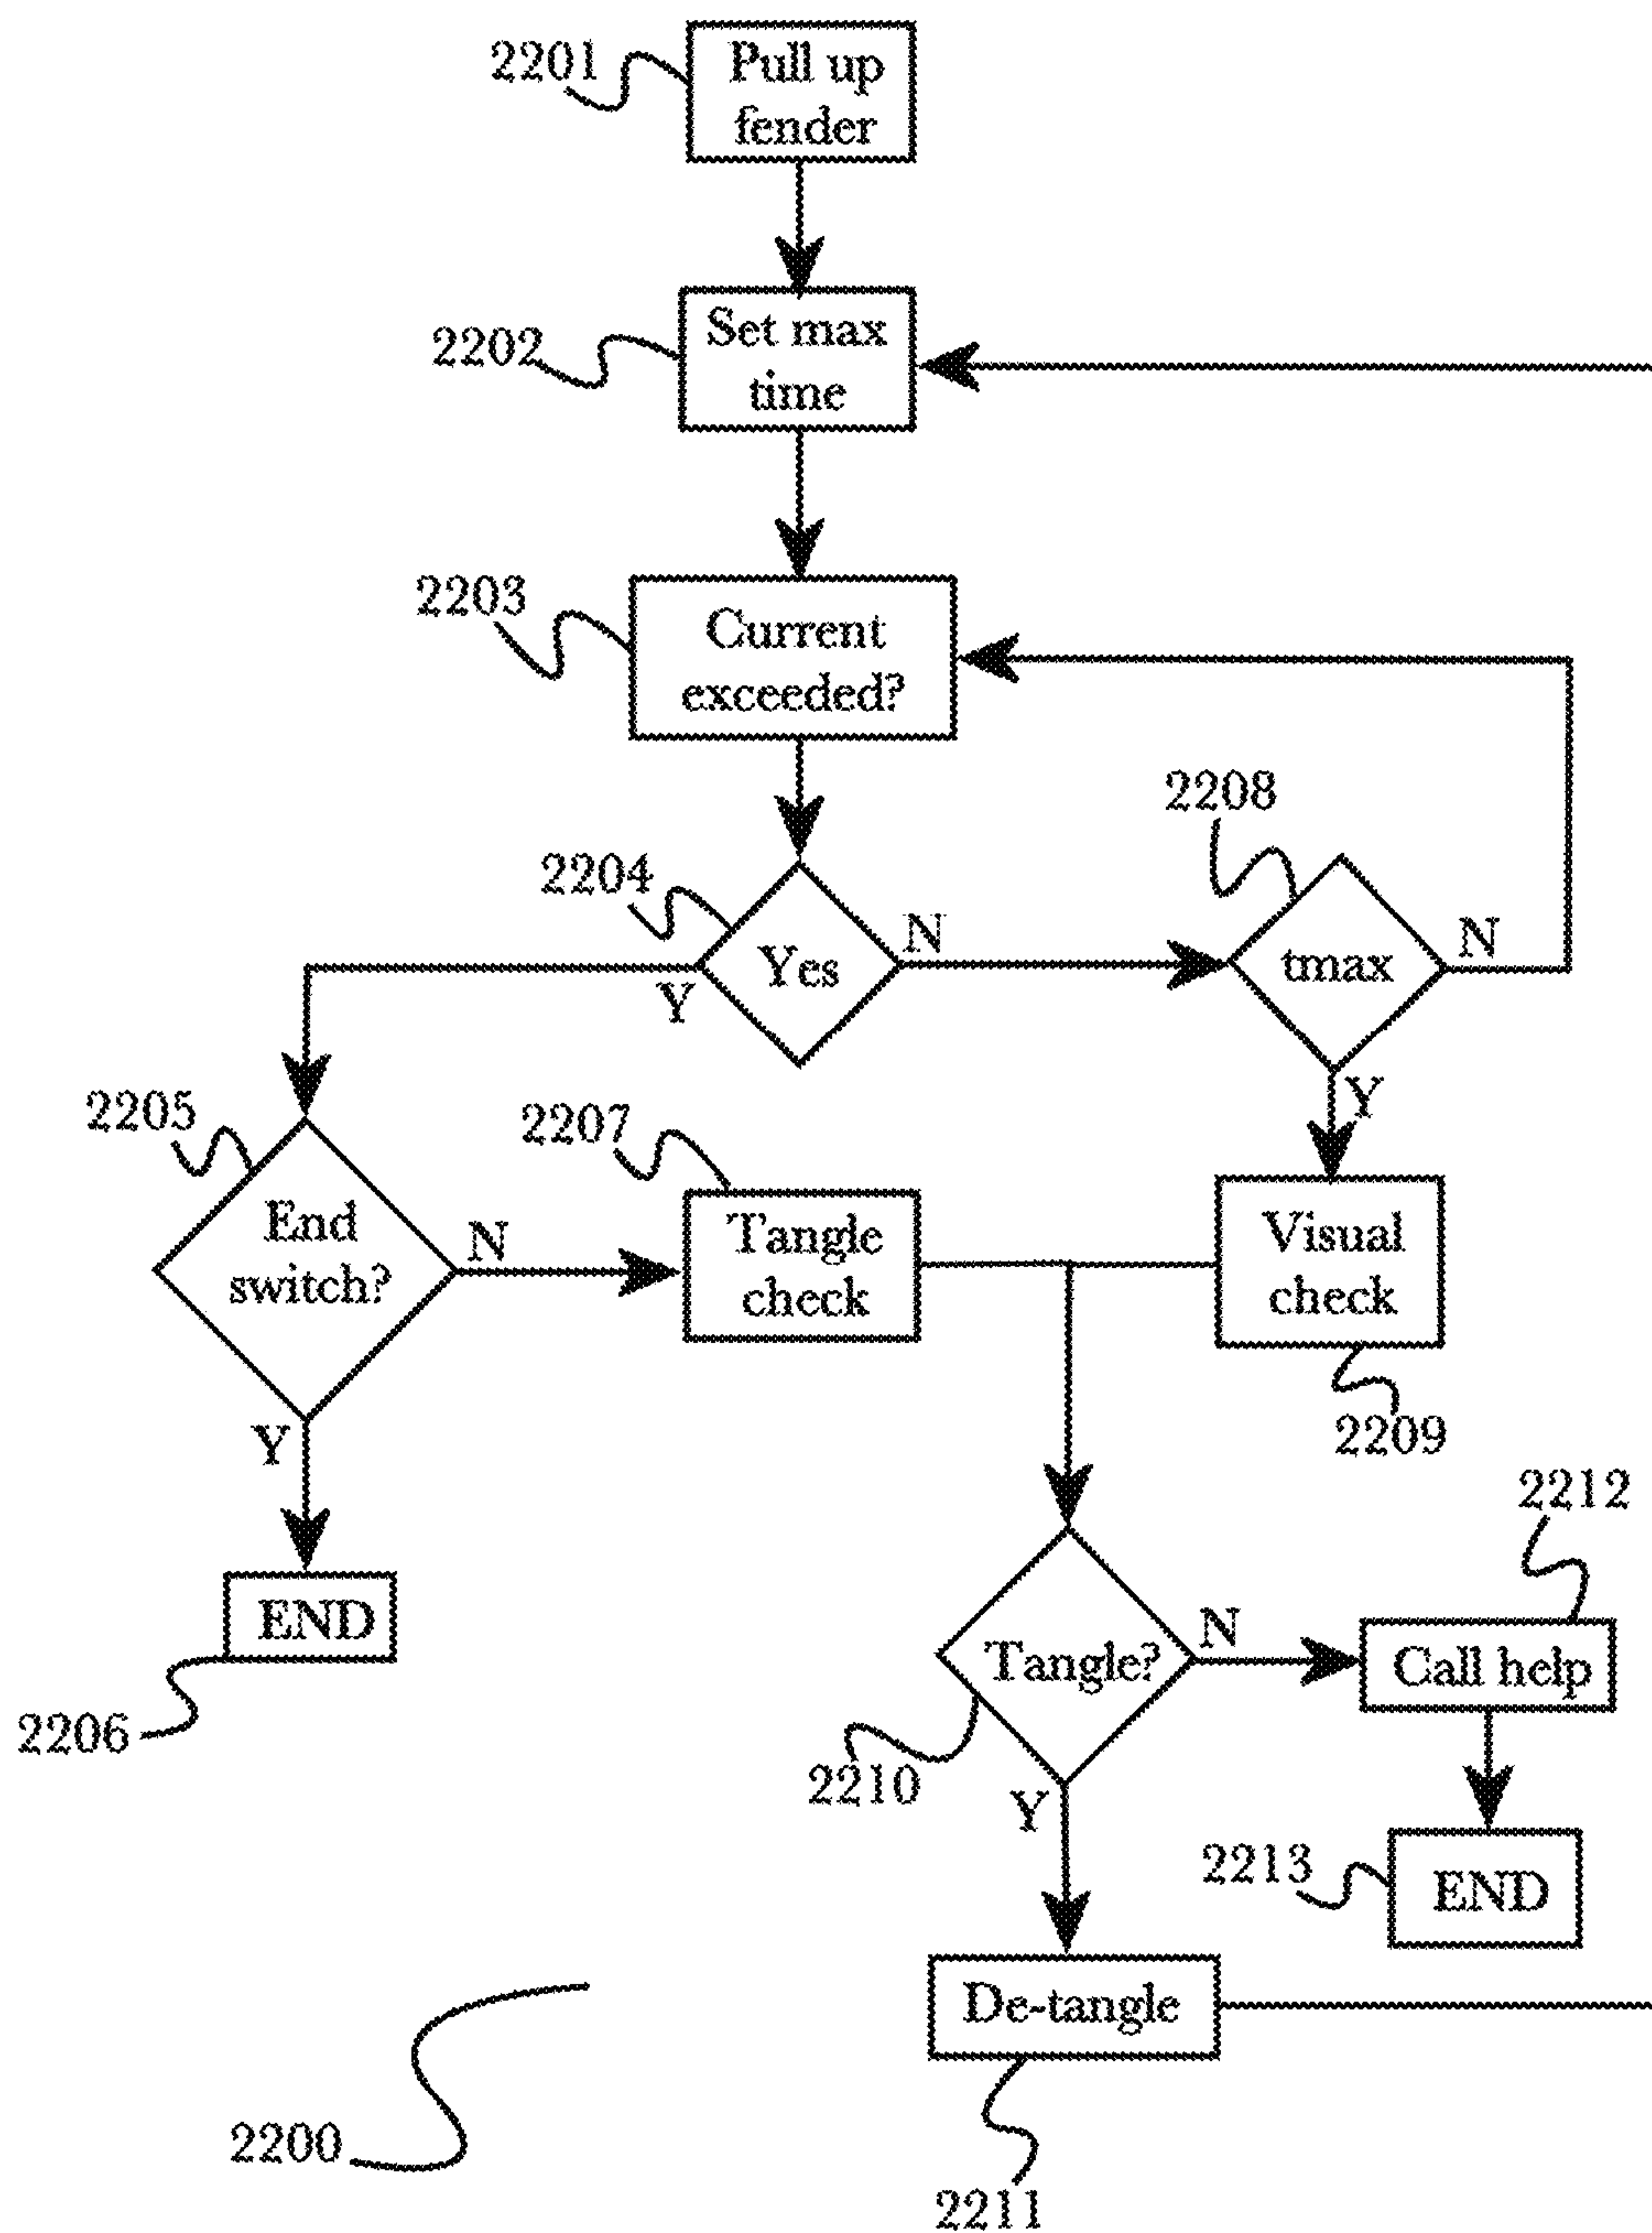 2201
Pull up
fender
2202
Set max
time
2203
Current
exceeded?
2208
2204
Yes
N
Y
tmax
N
Y
2205
End
switch?
N
Y
2207
Tangle
check
Visual
check
2209
END
2206
2212
Tangle?
N
Call help
2210
Y
2213
END
De-tangle
2200
2211